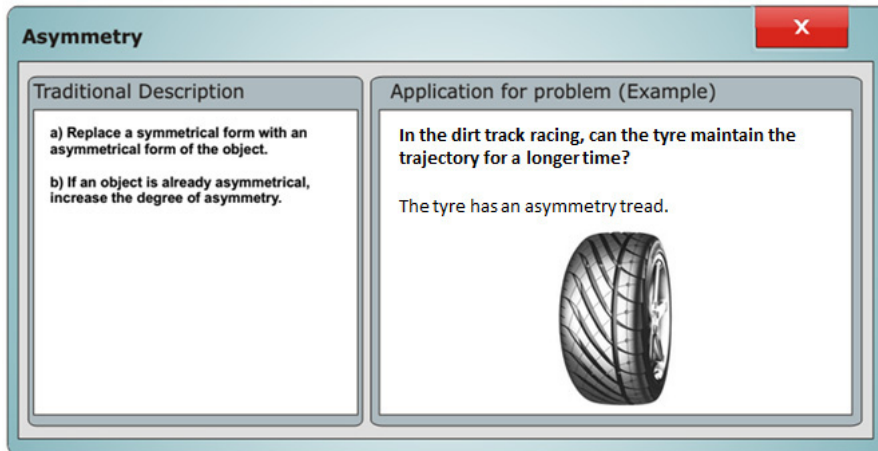 Asymmetry
X
Traditional Description
a) Replace a symmetrical form with an
asymmetrical form of the object.
b) If an object is already asymmetrical,
increase the degree of asymmetry.
Application for problem (Example)
In the dirt track racing, can the tyre maintain the
trajectory for a longer time?
The tyre has an asymmetry tread.